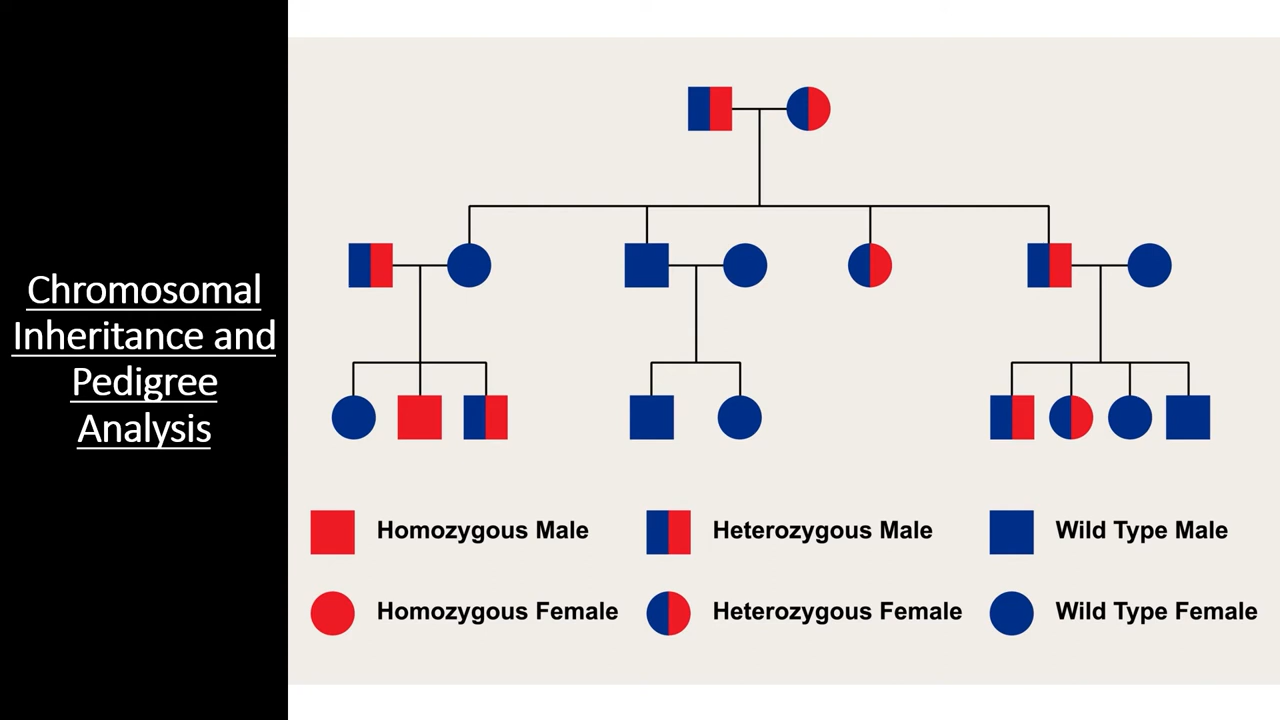 Chromosomal
Inheritance and
Pedigree
Analysis
Homozygous Male
Heterozygous Male
Wild Type Male
Homozygous Female
Heterozygous Female
Wild Type Female